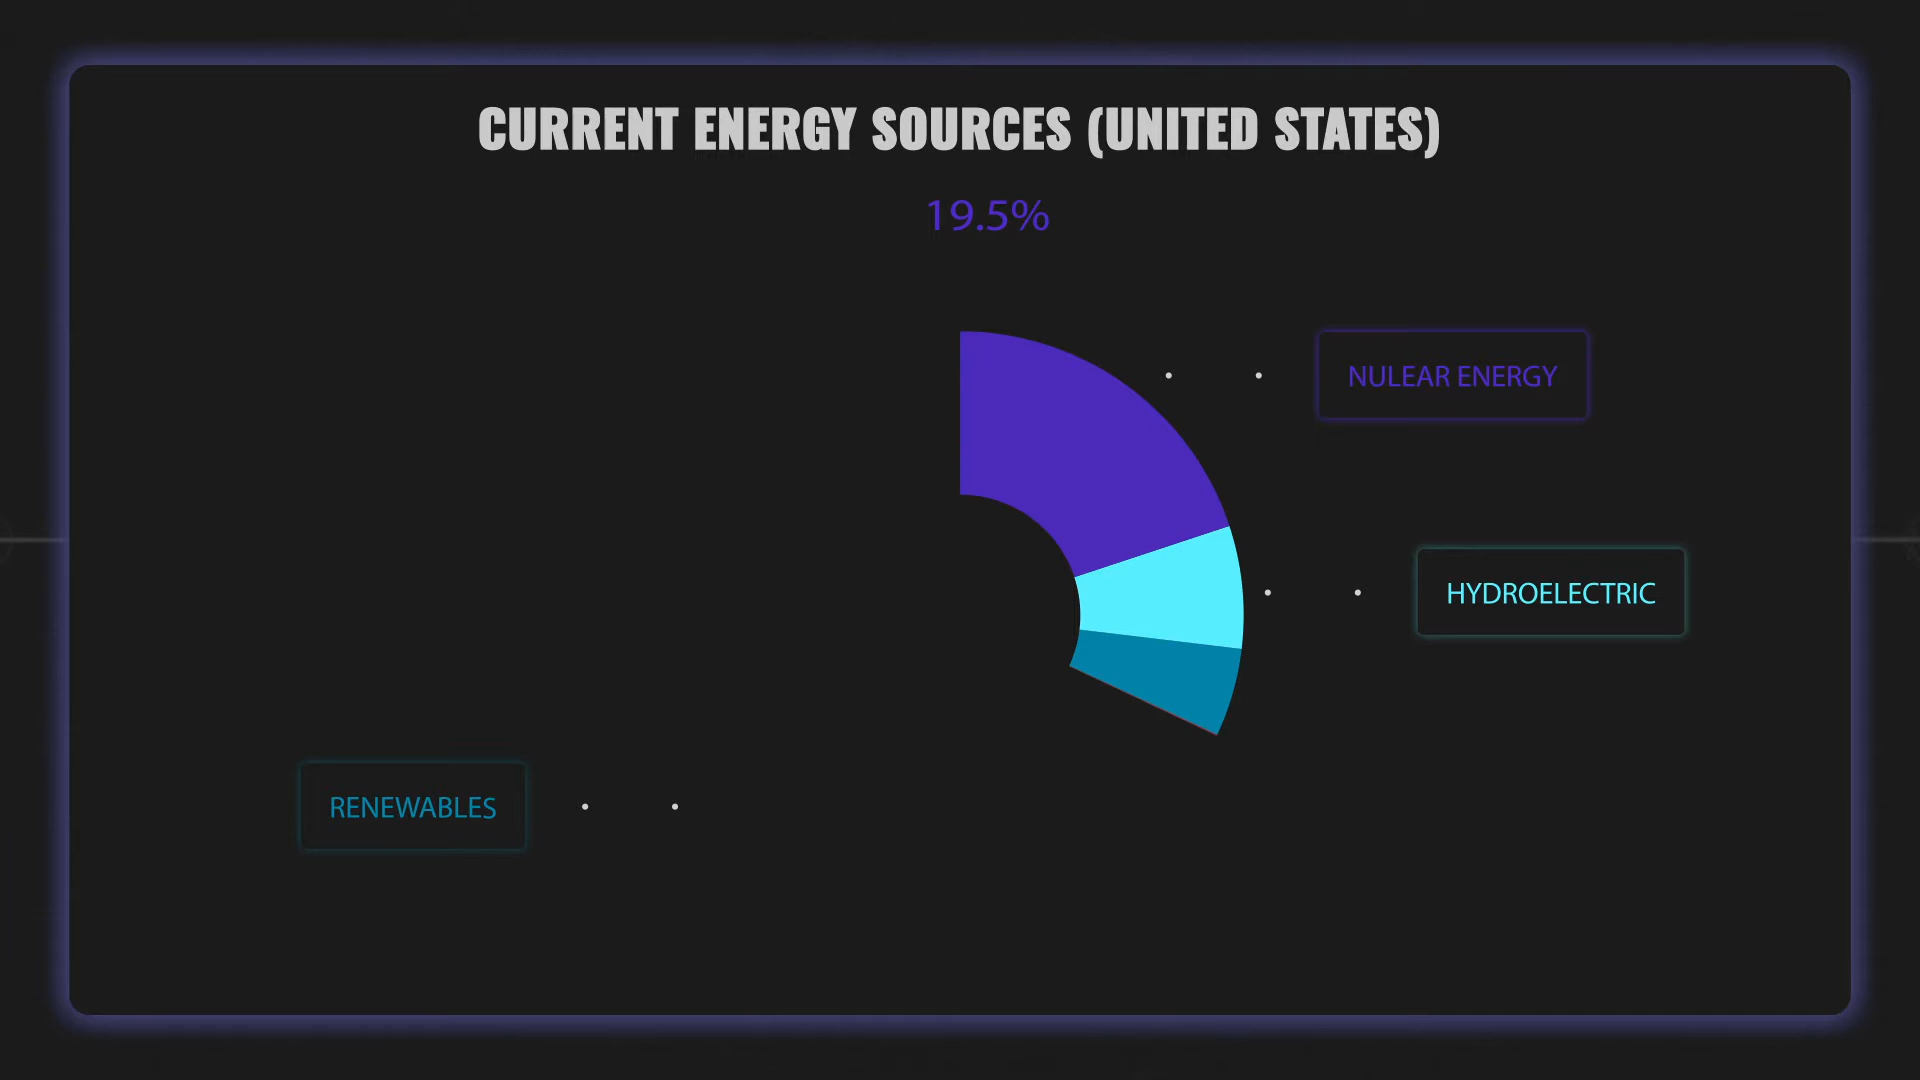 CURRENT ENERGY SOURCES (UNITED STATES)
19.5%
NULEAR ENERGY
HYDROELECTRIC
RENEWABLES